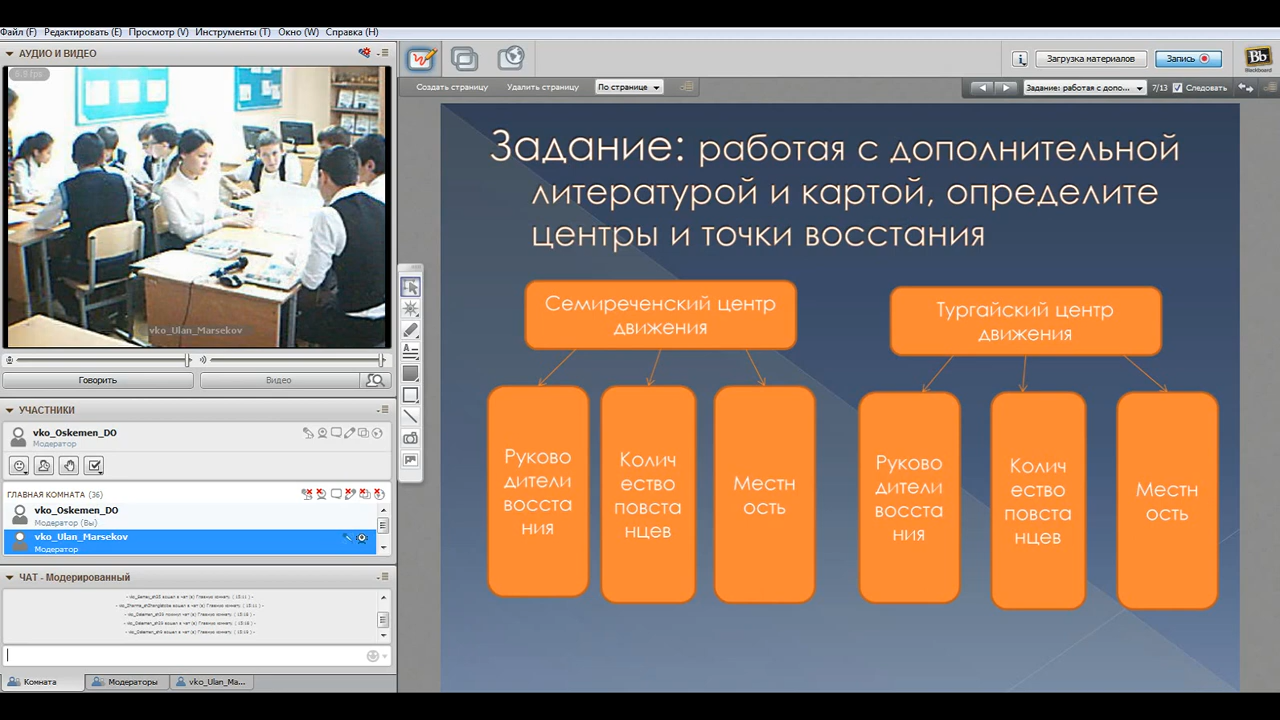 Файл (F) Редактировать (E) Просмотр (V) Инструменты (T) Окно (W) Справка (H)
АУДИО И ВИДЕО
vko_Ulan_Marsekov
Говорить
Видео
УЧАСТНИКИ
vko_Oskemen_DO
Модератор
ГЛАВНАЯ КОМНАТА (36)
vko_Oskemen_DO
Модератор (Вы)
vko_Ulan_Marsekov
Модератор
ЧАТ - Модерированный
Комната
Модераторы
vko_Ulan_Ma...
Загрузка материалов
Запись
Bb
Blackboard
Создать страницу
Удалить страницу
По странице
Задание: работая с допо...
7/13
Следовать
Задание: работая с дополнительной
литературой и картой, определите
центры и точки восстания
Семиреченский центр
движения
Руково
дители
восста
ния
Колич
ество
повста
нцев
Местн
ость
Тургайский центр
движения
Руково
дители
восста
ния
Колич
ество
повста
нцев
Местн
ость